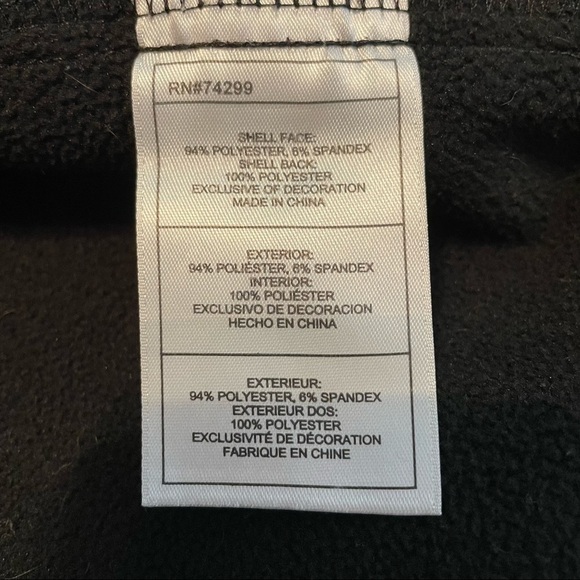 RN#74299
SHELL FACE:
94% POLYESTER, 6% SPANDEX
SHELL BACK:
100% POLYESTER
EXCLUSIVE OF DECORATION
MADE IN CHINA
EXTERIOR:
94% POLIÉSTER, 6% SPANDEX
INTERIOR:
100% POLIÉSTER
EXCLUSIVO DE DECORACION
HECHO EN CHINA
EXTERIEUR:
94% POLYESTER, 6% SPANDEX
EXTERIEUR DOS:
100% POLYESTER
EXCLUSIVITÉ DE DÉCORATION
FABRIQUE EN CHINE